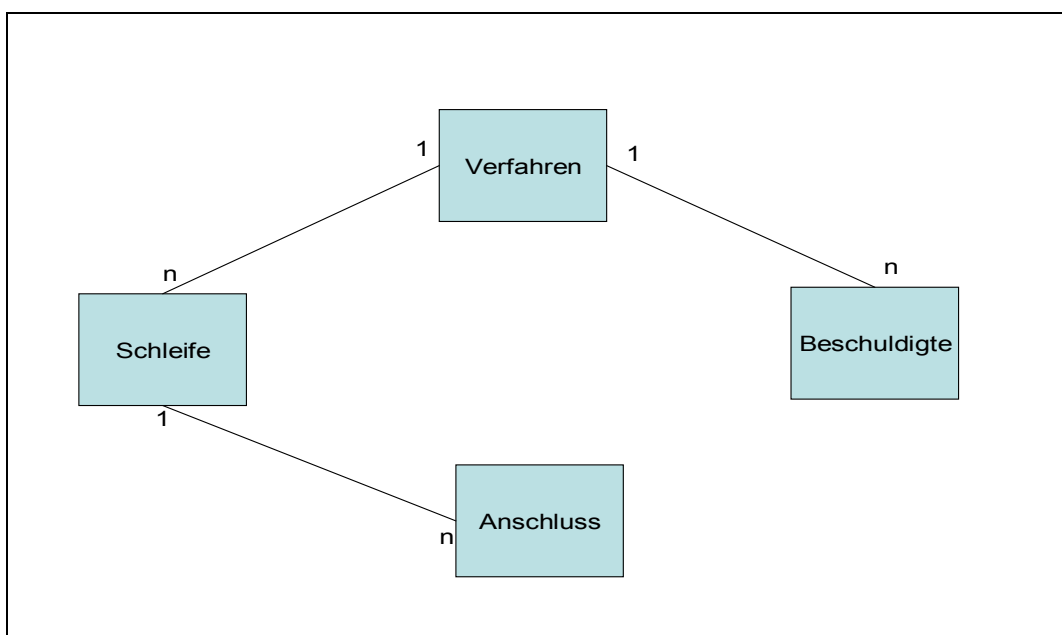 Verfahren
1
1
n
n
Schleife
Beschuldigte
1
Anschluss
n